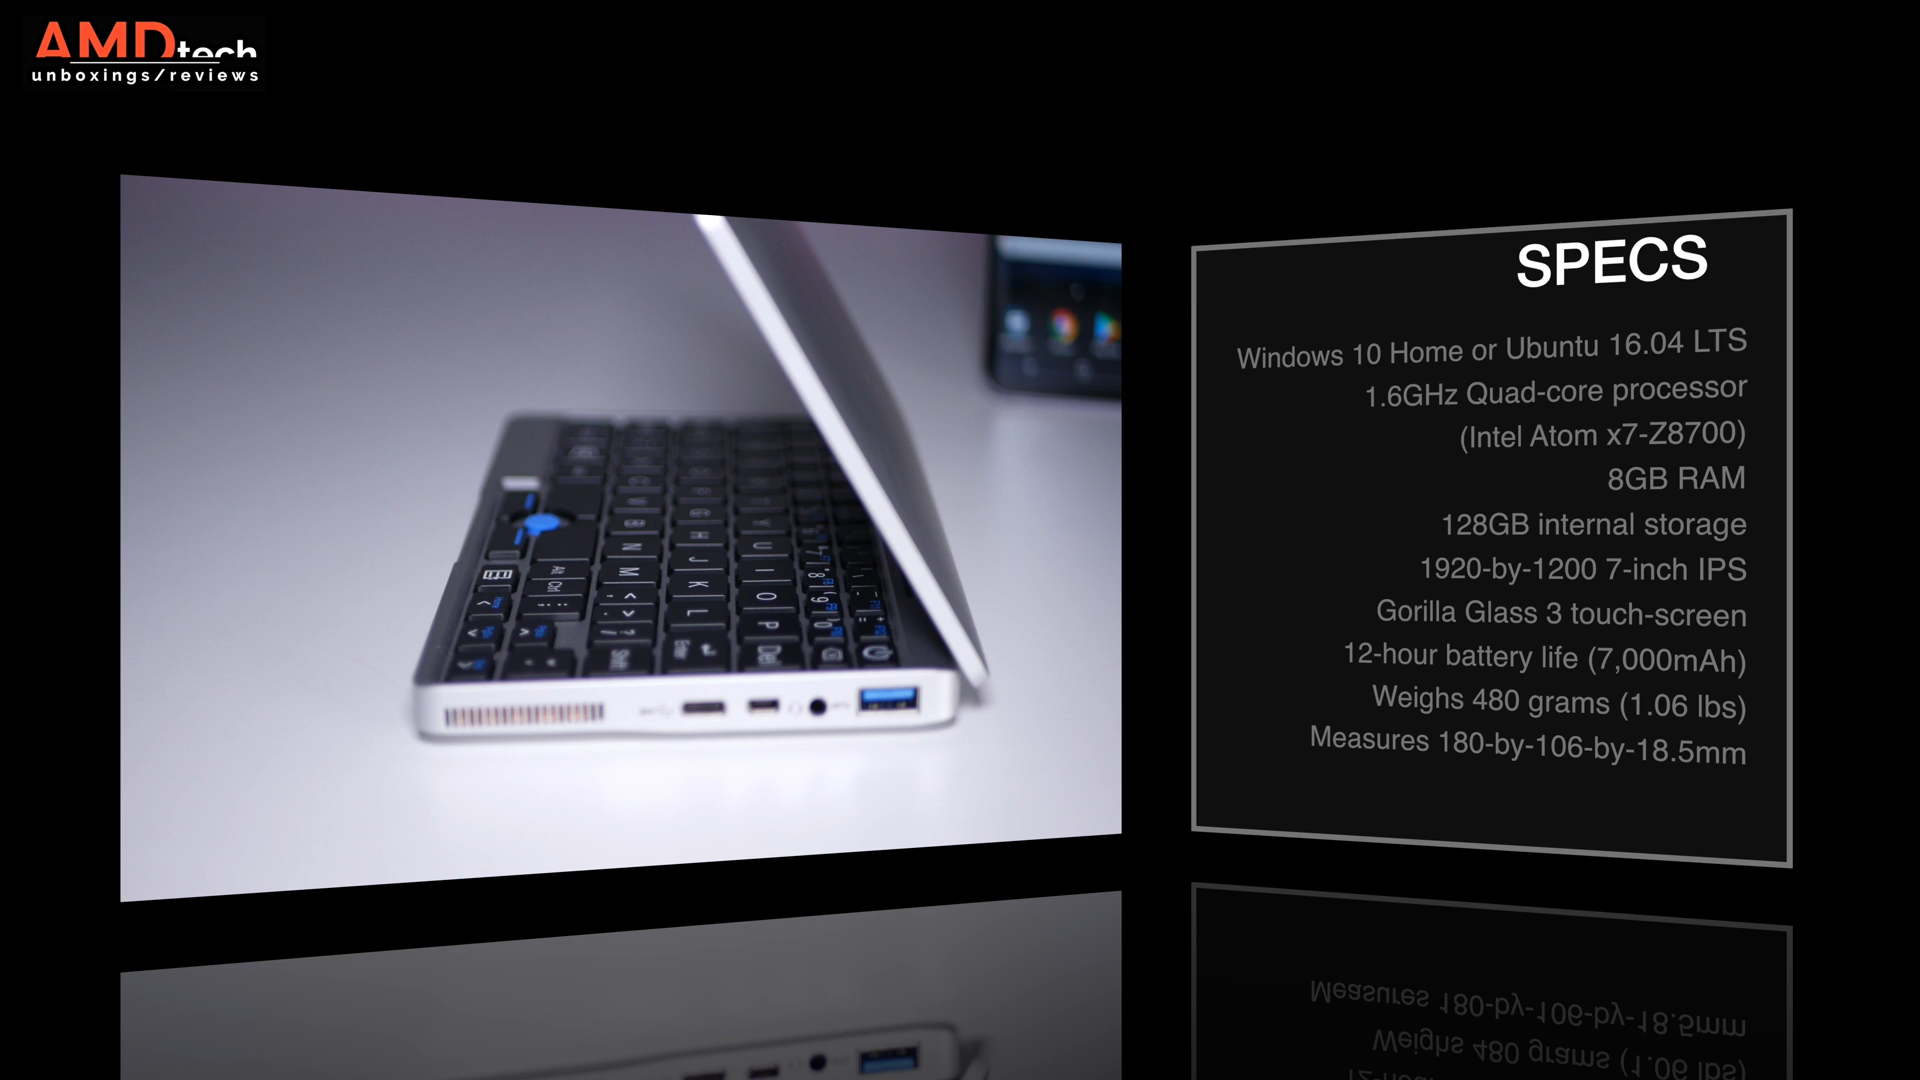 AMDtech
unboxings/reviews
SPECS
Windows 10 Home or Ubuntu 16.04 LTS
1.6GHz Quad-core processor
(Intel Atom x7-Z8700)
8GB RAM
128GB internal storage
1920-by-1200 7-inch IPS
Gorilla Glass 3 touch-screen
12-hour battery life (7,000mAh)
Weighs 480 grams (1.06 lbs)
Measures 180-by-106-by-18.5mm